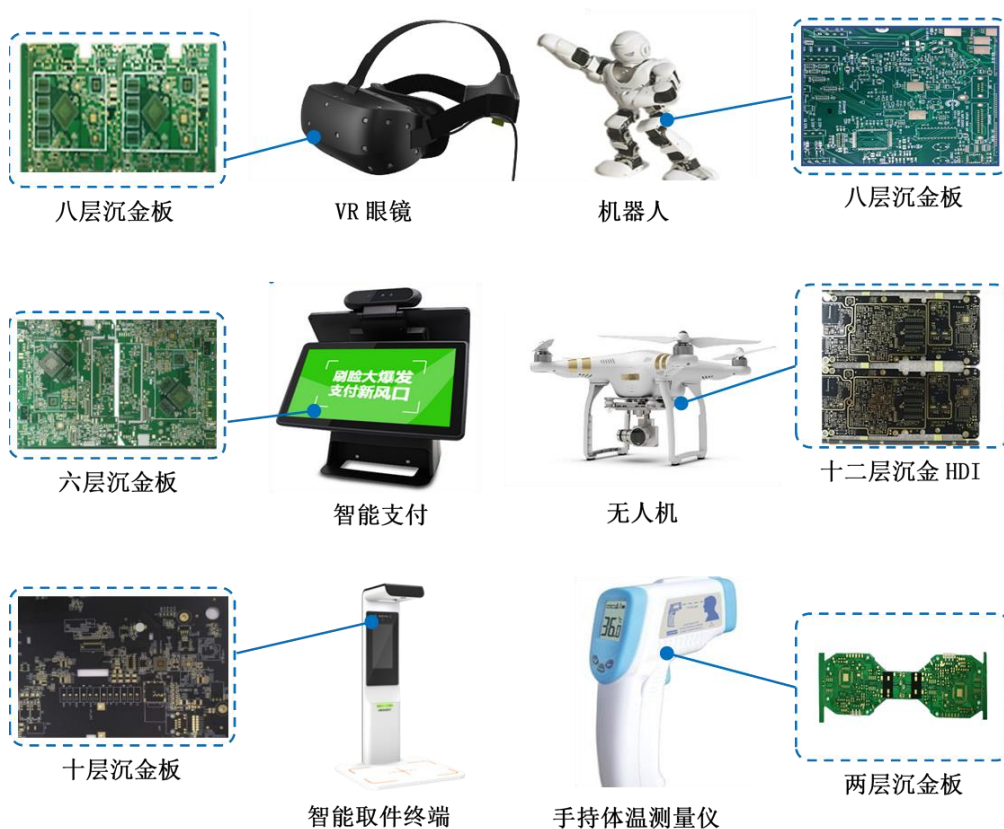 八层沉金板
VR 眼镜
机器人
八层沉金板
刷脸大爆发
支付新风口
六层沉金板
智能支付
无人机
十二层沉金 HDI
36.0
十层沉金板
智能取件终端
手持体温测量仪
两层沉金板